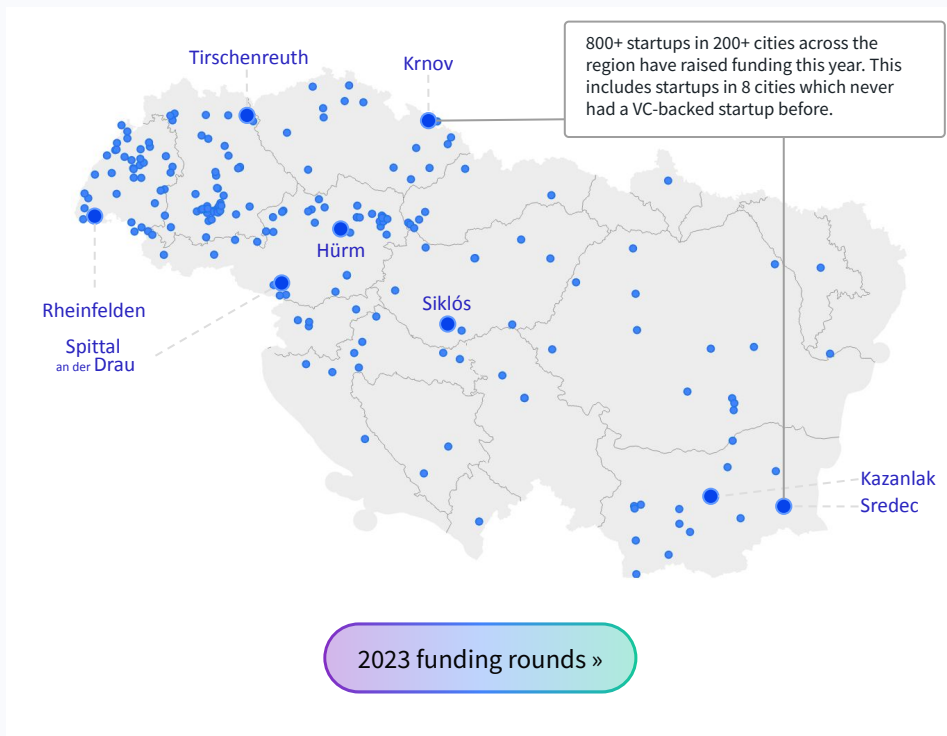 Tirschenreuth
Krnov
800+ startups in 200+ cities across the
region have raised funding this year. This
includes startups in 8 cities which never
had a VC-backed startup before.
Hürm
Rheinfelden
Siklós
Spittal
an der Drau
Kazanlak
Sredec
2023 funding rounds »